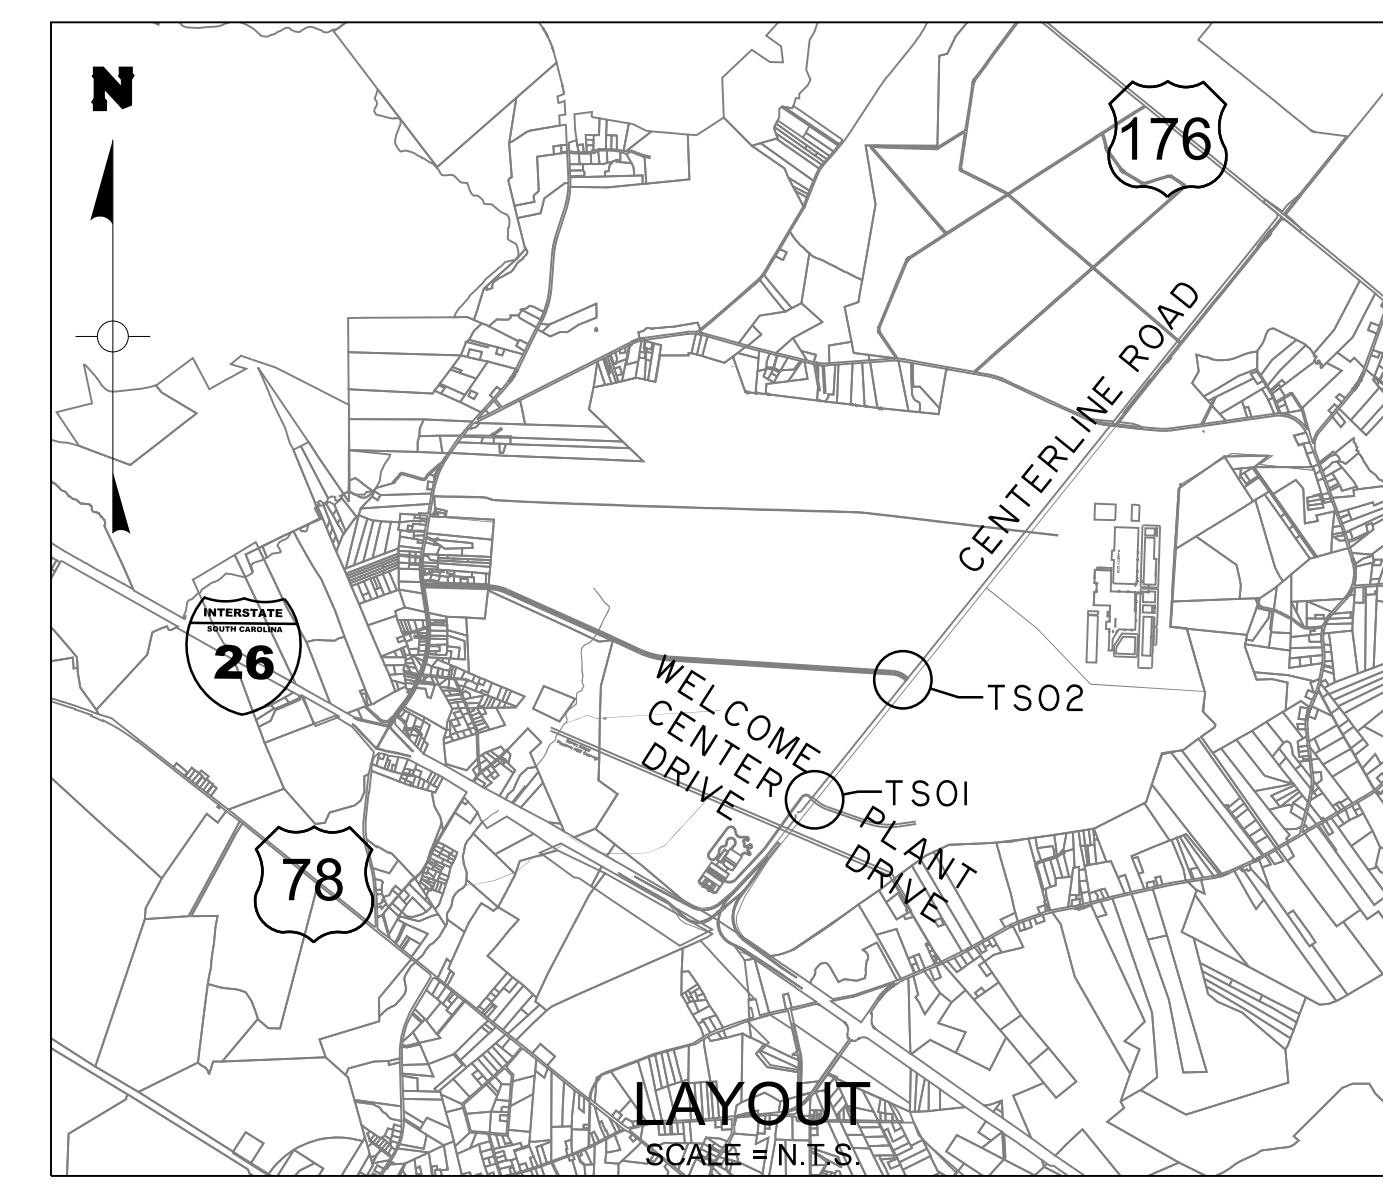 N
176
CENTERLINE ROAD
INTERSTATE
SOUTH CAROLINA
26
TS02
WELCOME
CENTER
DRIVE
TS01
PLANT
DRIVE
78
LAYOUT
SCALE = N.T.S.